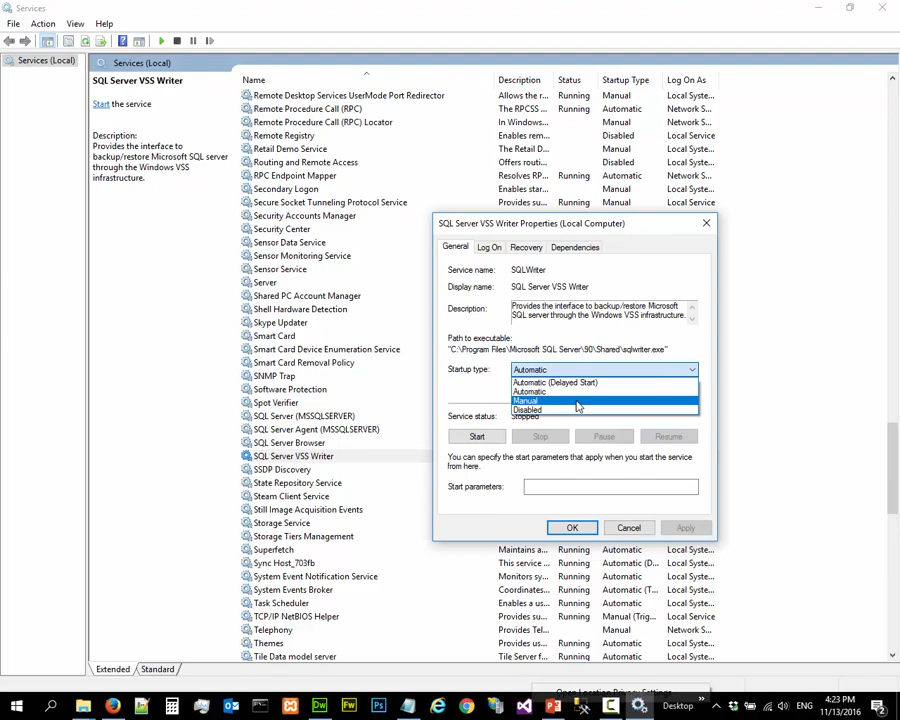 Services
File Action View Help
Services (Local)
Services (Local)
SQL Server VSS Writer
Start the service
Description:
Provides the interface to
backup/restore Microsoft SQL server
through the Windows VSS
infrastructure.
Name Description Status Startup Type Log On As
Remote Desktop Services UserMode Port Redirector Allows the r... Running Manual Local Syste...
Remote Procedure Call (RPC) The RPCSS ... Running Automatic Network S...
Remote Procedure Call (RPC) Locator In Windows... Manual Network S...
Remote Registry Enables rem... Disabled Local Service
Retail Demo Service The Retail D... Manual Local Syste...
Routing and Remote Access Offers routi... Disabled Local Syste...
RPC Endpoint Mapper Resolves RP... Running Automatic Network S...
Secondary Logon Enables star... Manual Local Syste...
Secure Socket Tunneling Protocol Service Provides su... Running Manual Local Service
Security Accounts Manager
Security Center
Sensor Data Service
Sensor Monitoring Service
Sensor Service
Server
Shared PC Account Manager
Shell Hardware Detection
Skype Updater
Smart Card
Smart Card Device Enumeration Service
Smart Card Removal Policy
SNMP Trap
Software Protection
Spot Verifier
SQL Server (MSSQLSERVER)
SQL Server Agent (MSSQLSERVER)
SQL Server Browser
SQL Server VSS Writer
SSDP Discovery
State Repository Service
Steam Client Service
Still Image Acquisition Events
Storage Service
Storage Tiers Management
Superfetch Maintains a... Running Automatic Local Syste...
Sync Host_703fb This service ... Running Automatic (D... Local Syste...
System Event Notification Service Monitors sy... Running Automatic Local Syste...
System Events Broker Coordinates... Running Automatic (T... Local Syste...
Task Scheduler Enables a us... Running Automatic Local Syste...
TCP/IP NetBIOS Helper Provides su... Running Manual (Trig... Local Service
Telephony Provides Tel... Manual Network S...
Themes Provides us... Running Automatic Local Syste...
Tile Data model server Tile Server f... Running Automatic Local Syste...
SQL Server VSS Writer Properties (Local Computer)
General Log On Recovery Dependencies
Service name: SQLWriter
Display name: SQL Server VSS Writer
Description: Provides the interface to backup/restore Microsoft
SQL server through the Windows VSS infrastructure.
Path to executable:
"C:\Program Files\Microsoft SQL Server\90\Shared\sqlwriter.exe"
Startup type: Automatic
Automatic (Delayed Start)
Automatic
Manual
Disabled
Service status: Stopped
Start Stop Pause Resume
You can specify the start parameters that apply when you start the service
from here.
Start parameters:
OK Cancel Apply
Extended Standard
Open Location Privacy Settings
Desktop
4:23 PM
11/13/2016